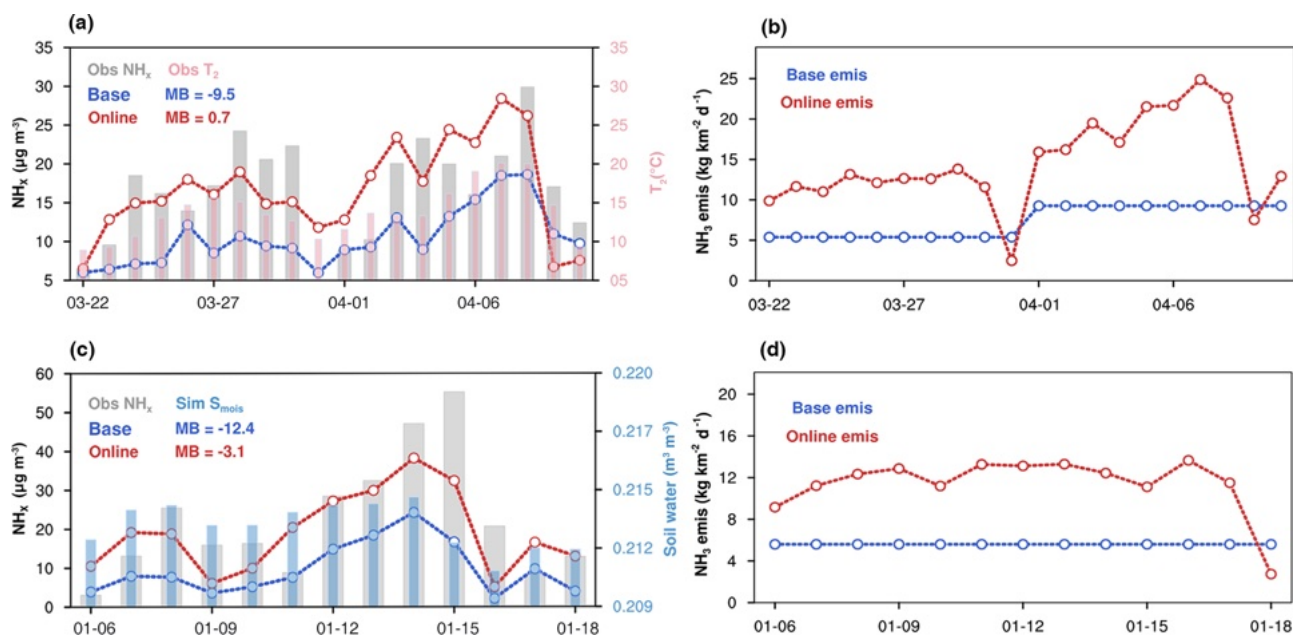 (a)
NHₓ (µg m⁻³)
35
30
25
20
15
10
5
Obs NHₓ Obs T₂
Base MB = -9.5
Online MB = 0.7
35
30
25
20
15
10
05
T₂(°C)
03-22 03-27 04-01 04-06
(b)
NH₃ emis (kg km⁻² d⁻¹)
25
20
15
10
5
0
Base emis
Online emis
03-22 03-27 04-01 04-06
(c)
NHₓ (µg m⁻³)
60
50
40
30
20
10
0
Obs NHₓ Sim Sₘₒᵢₛ
Base MB = -12.4
Online MB = -3.1
0.220
0.217
0.215
0.212
0.209
Soil water (m³ m⁻³)
01-06 01-09 01-12 01-15 01-18
(d)
NH₃ emis (kg km⁻² d⁻¹)
20
16
12
8
4
0
Base emis
Online emis
01-06 01-09 01-12 01-15 01-18